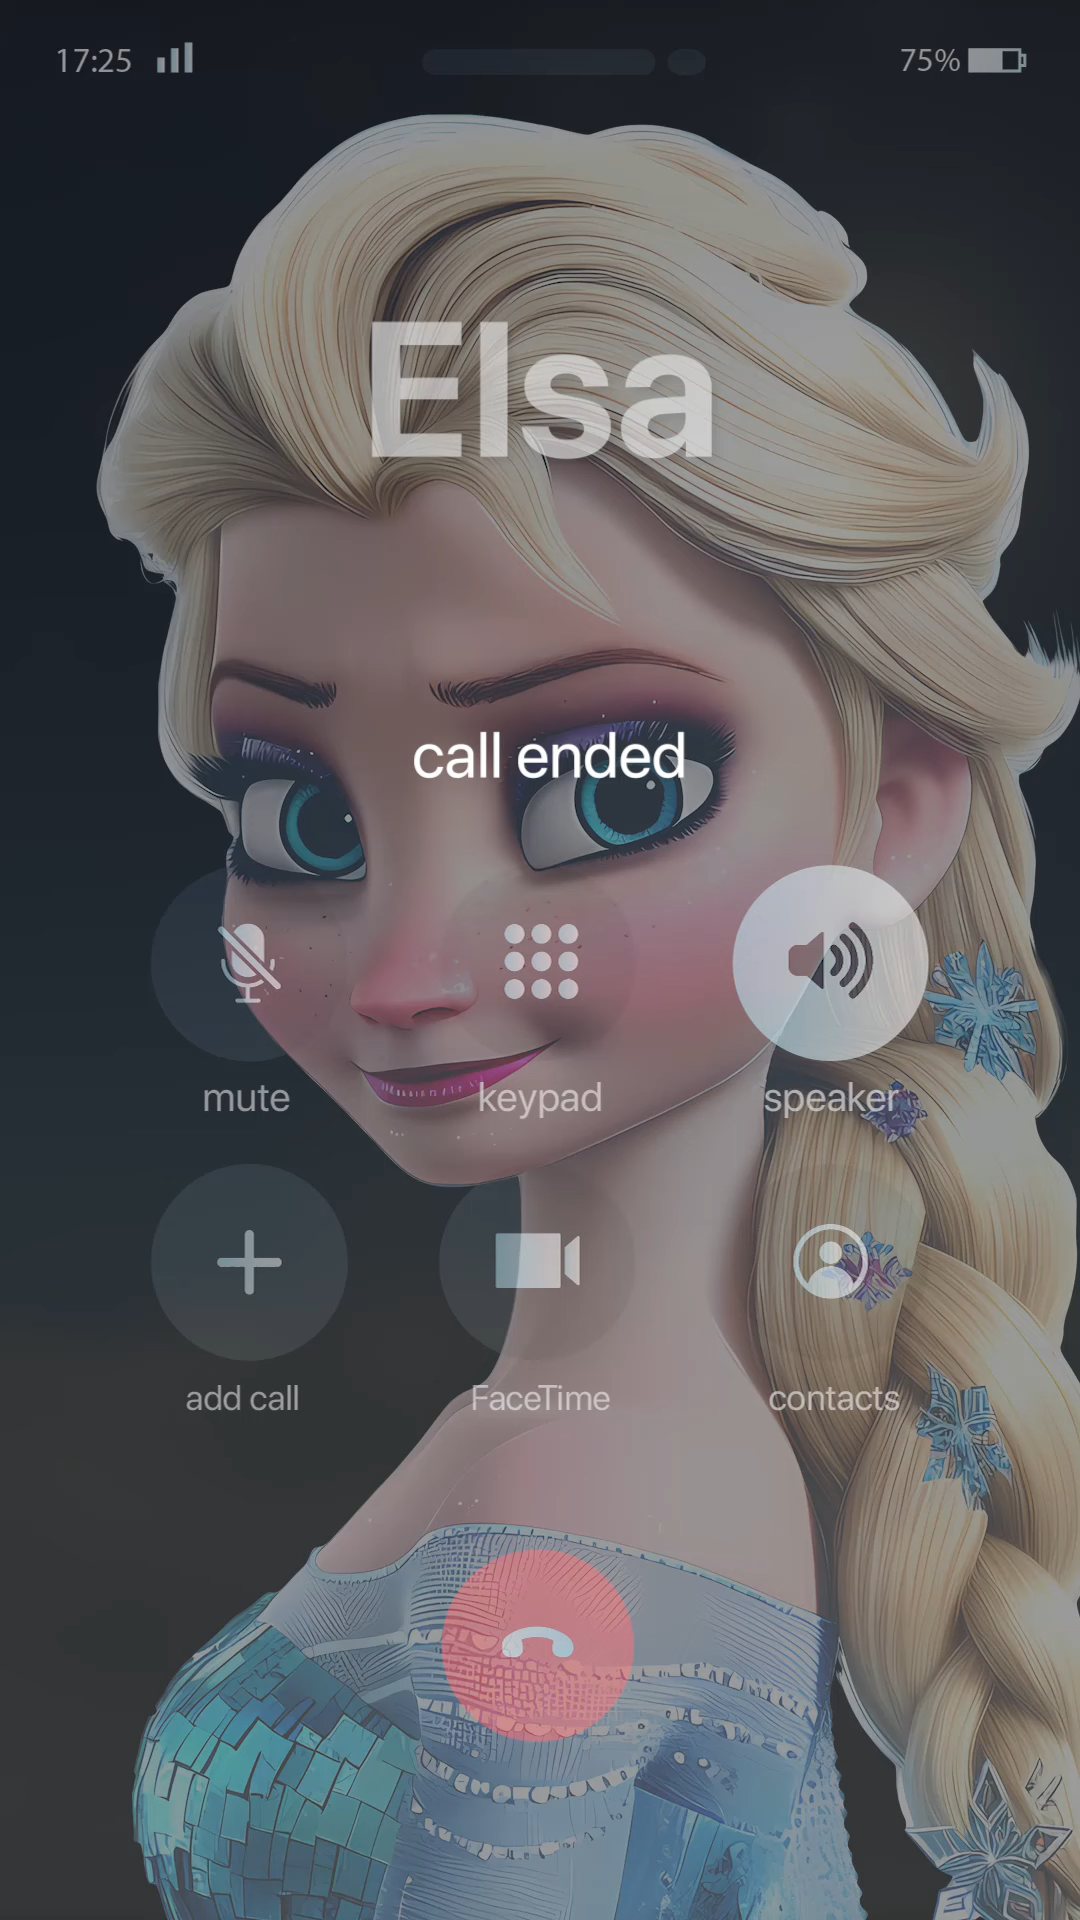 17:25 75%
Elsa
call ended
mute keypad speaker
add call FaceTime contacts